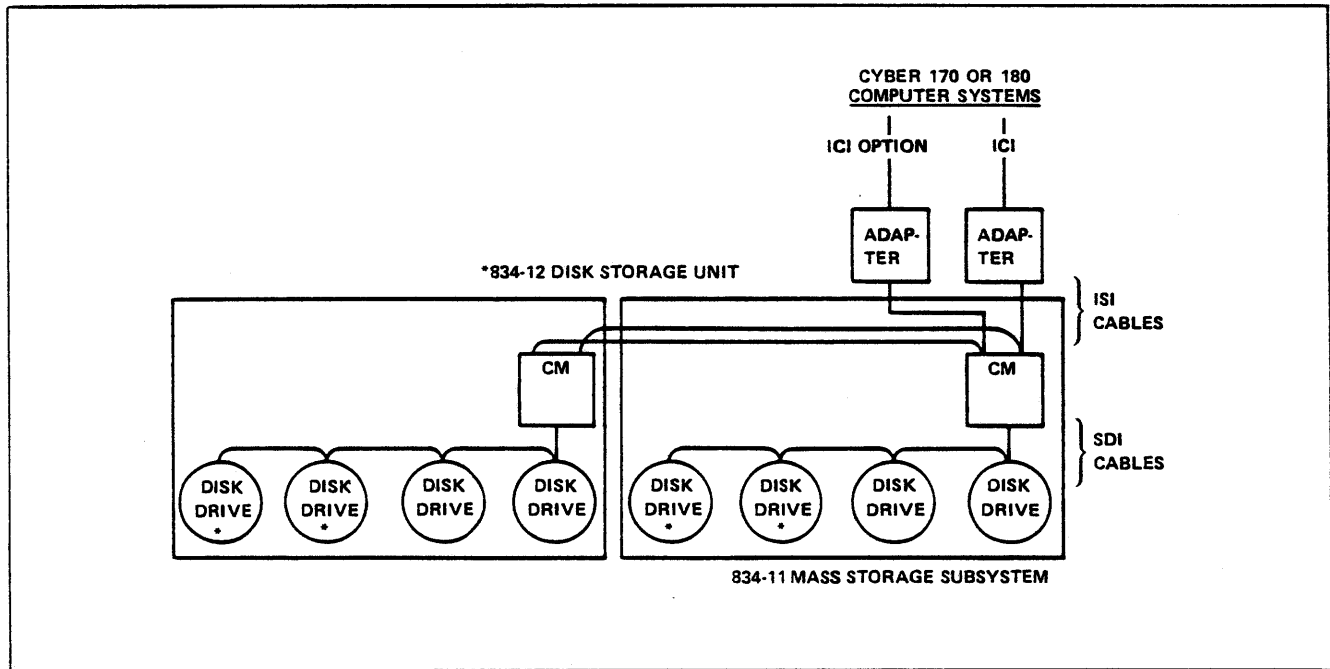 CYBER 170 OR 180
COMPUTER SYSTEMS
ICI OPTION
ICI
ADAP-
TER
ADAP-
TER
*834-12 DISK STORAGE UNIT
ISI
CABLES
CM
CM
SDI
CABLES
DISK
DRIVE
*
DISK
DRIVE
*
DISK
DRIVE
DISK
DRIVE
DISK
DRIVE
*
DISK
DRIVE
*
DISK
DRIVE
DISK
DRIVE
834-11 MASS STORAGE SUBSYSTEM